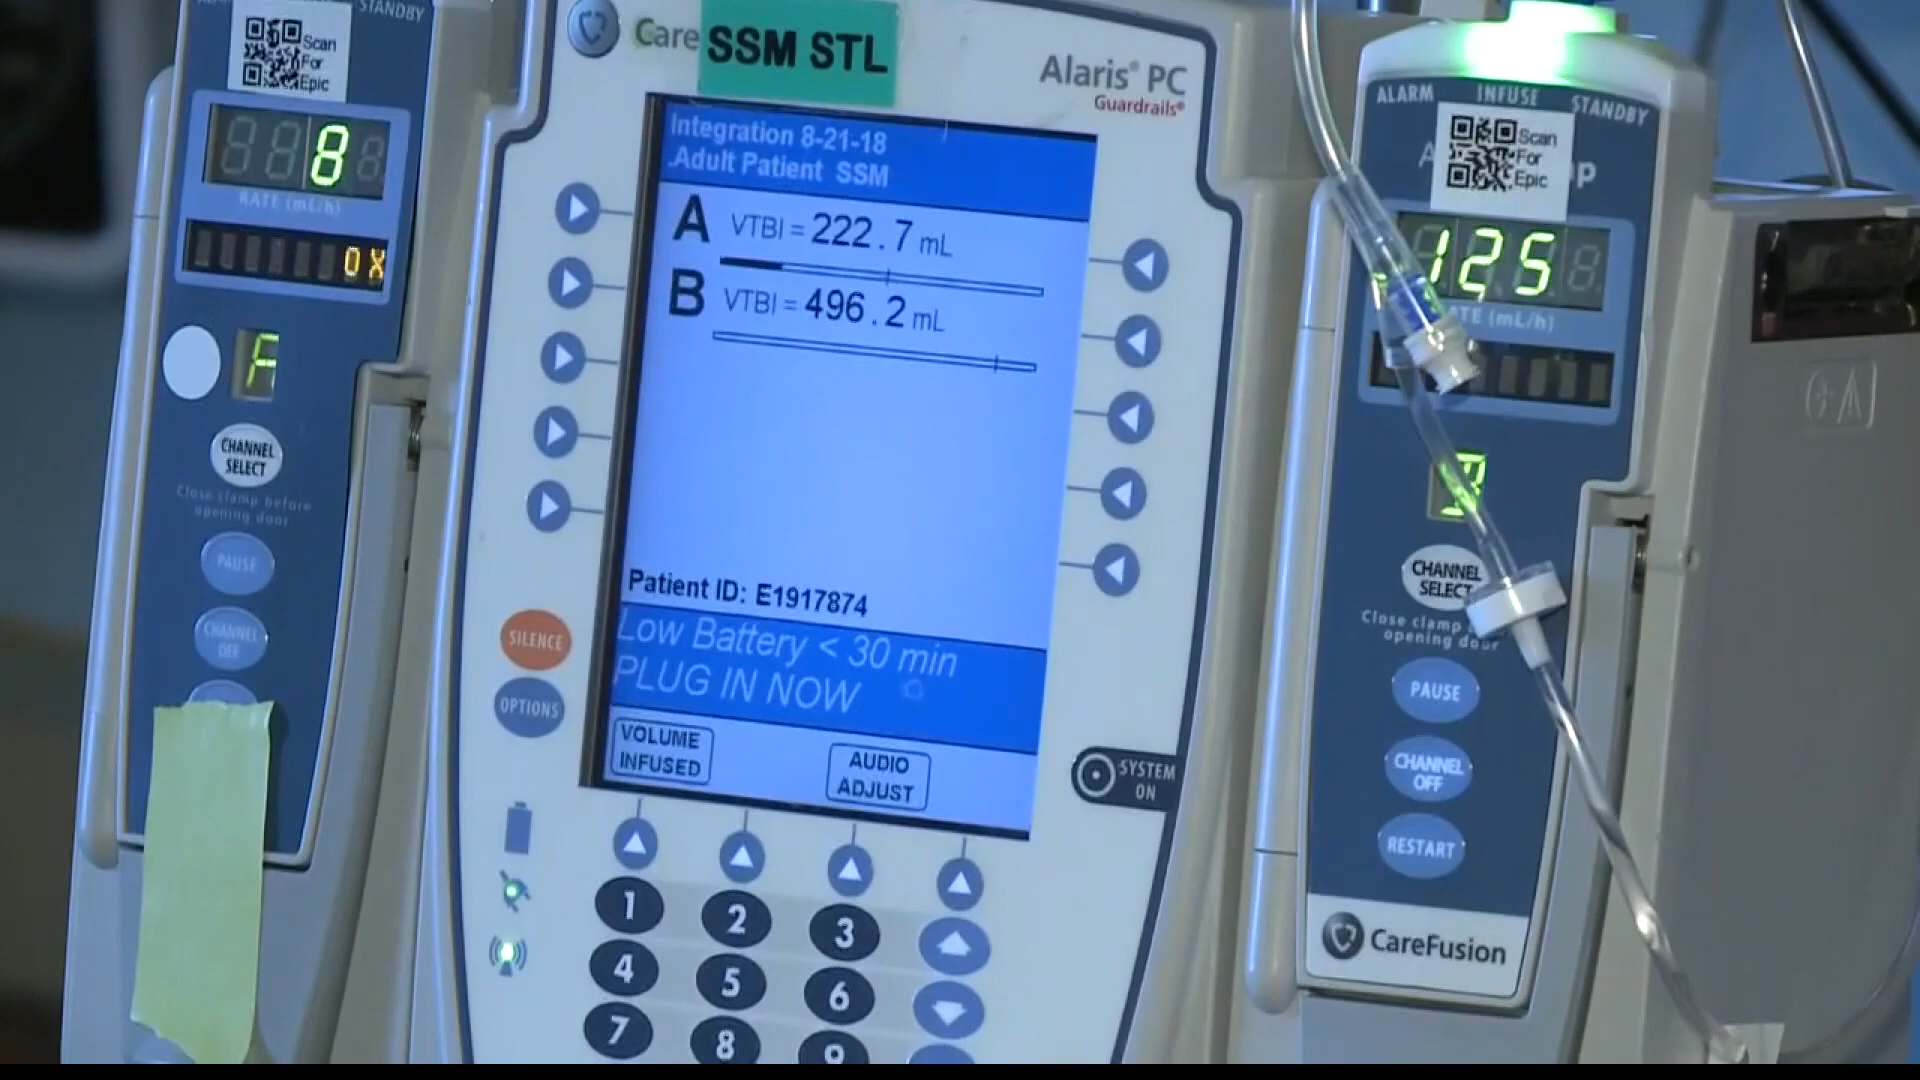 STANDBY
Scan
For
Epic
8
RATE (mL/h)
OX
A
CHANNEL
SELECT
Close clamp before
opening door
PAUSE
CHANNEL
OFF
Care
SSM STL
Alaris® PC
Guardrails®
Integration 8-21-18
.Adult Patient SSM
A VTBI = 222.7 mL
B VTBI = 496.2 mL
Patient ID: E1917874
Low Battery < 30 min
PLUG IN NOW
VOLUME
INFUSED
AUDIO
ADJUST
SILENCE
OPTIONS
SYSTEM
ON
1 2 3
4 5 6
7 8 9
ALARM INFUSE STANDBY
Scan
For
Epic
125
(mL/h)
B
CHANNEL
SELECT
Close clamp
opening door
PAUSE
CHANNEL
OFF
RESTART
CareFusion